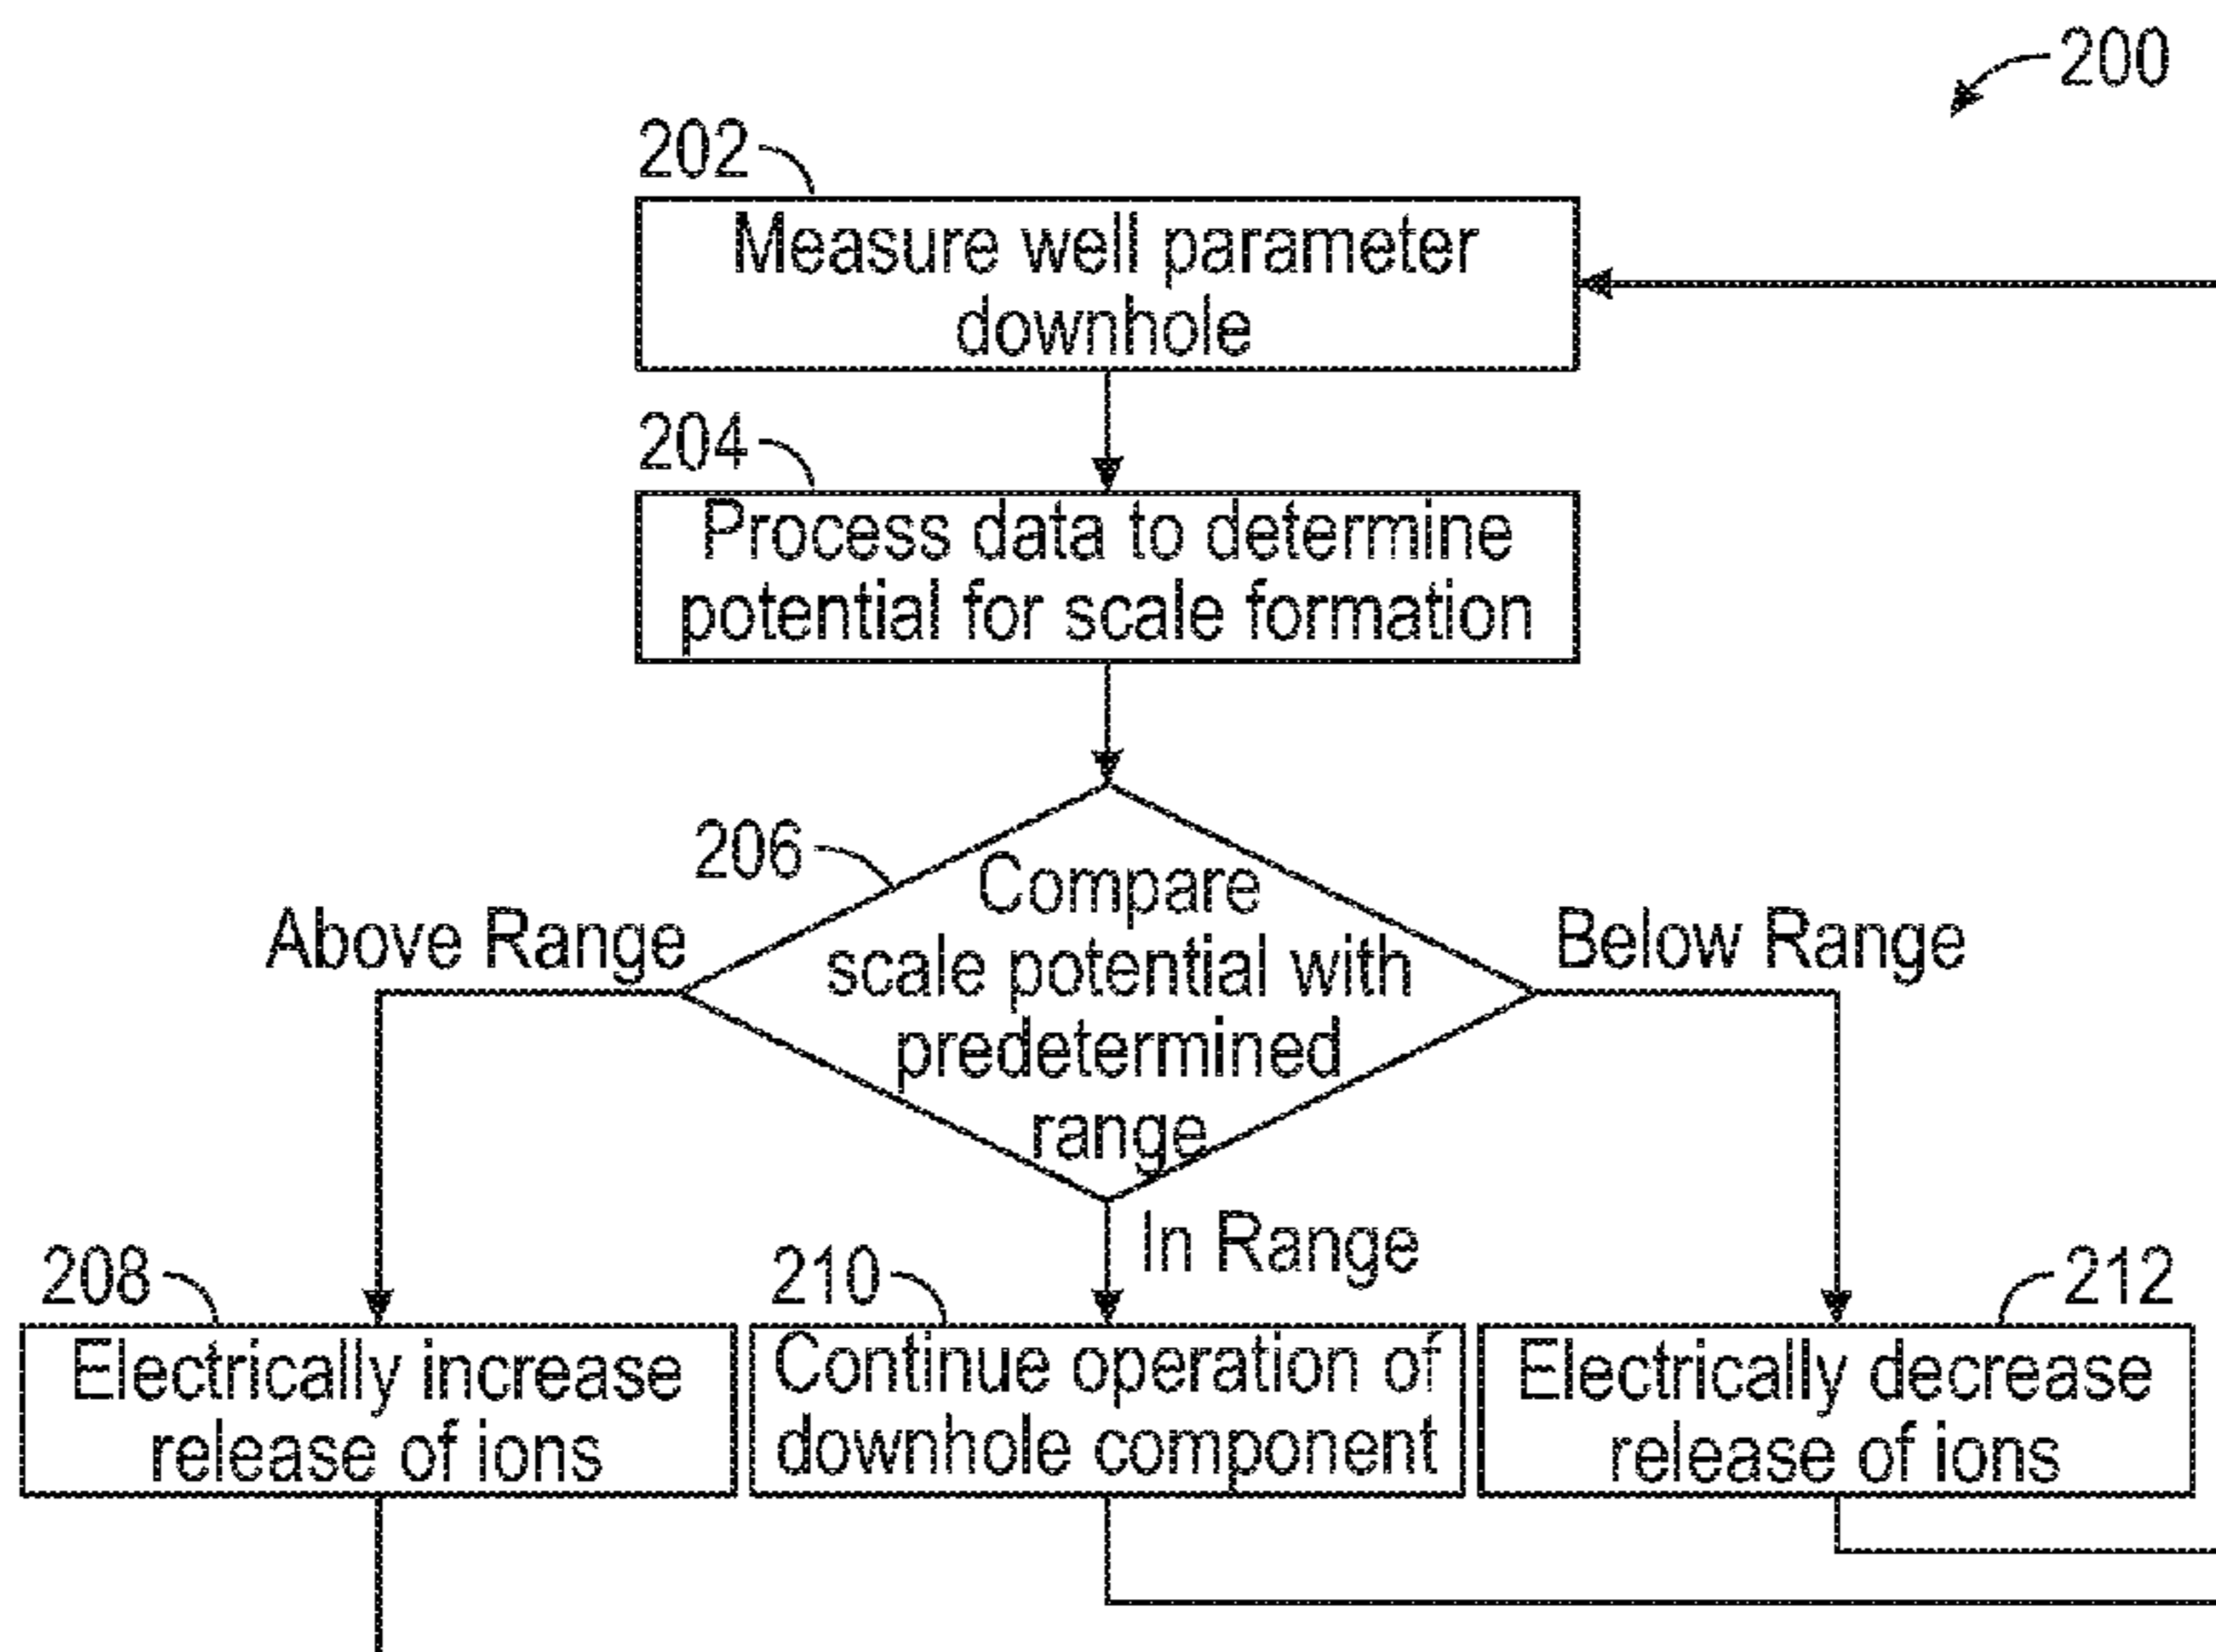 200
202
Measure well parameter
downhole
204
Process data to determine
potential for scale formation
206
Compare
scale potential with
predetermined
range
Above Range
Below Range
In Range
208
Electrically increase
release of ions
210
Continue operation of
downhole component
212
Electrically decrease
release of ions